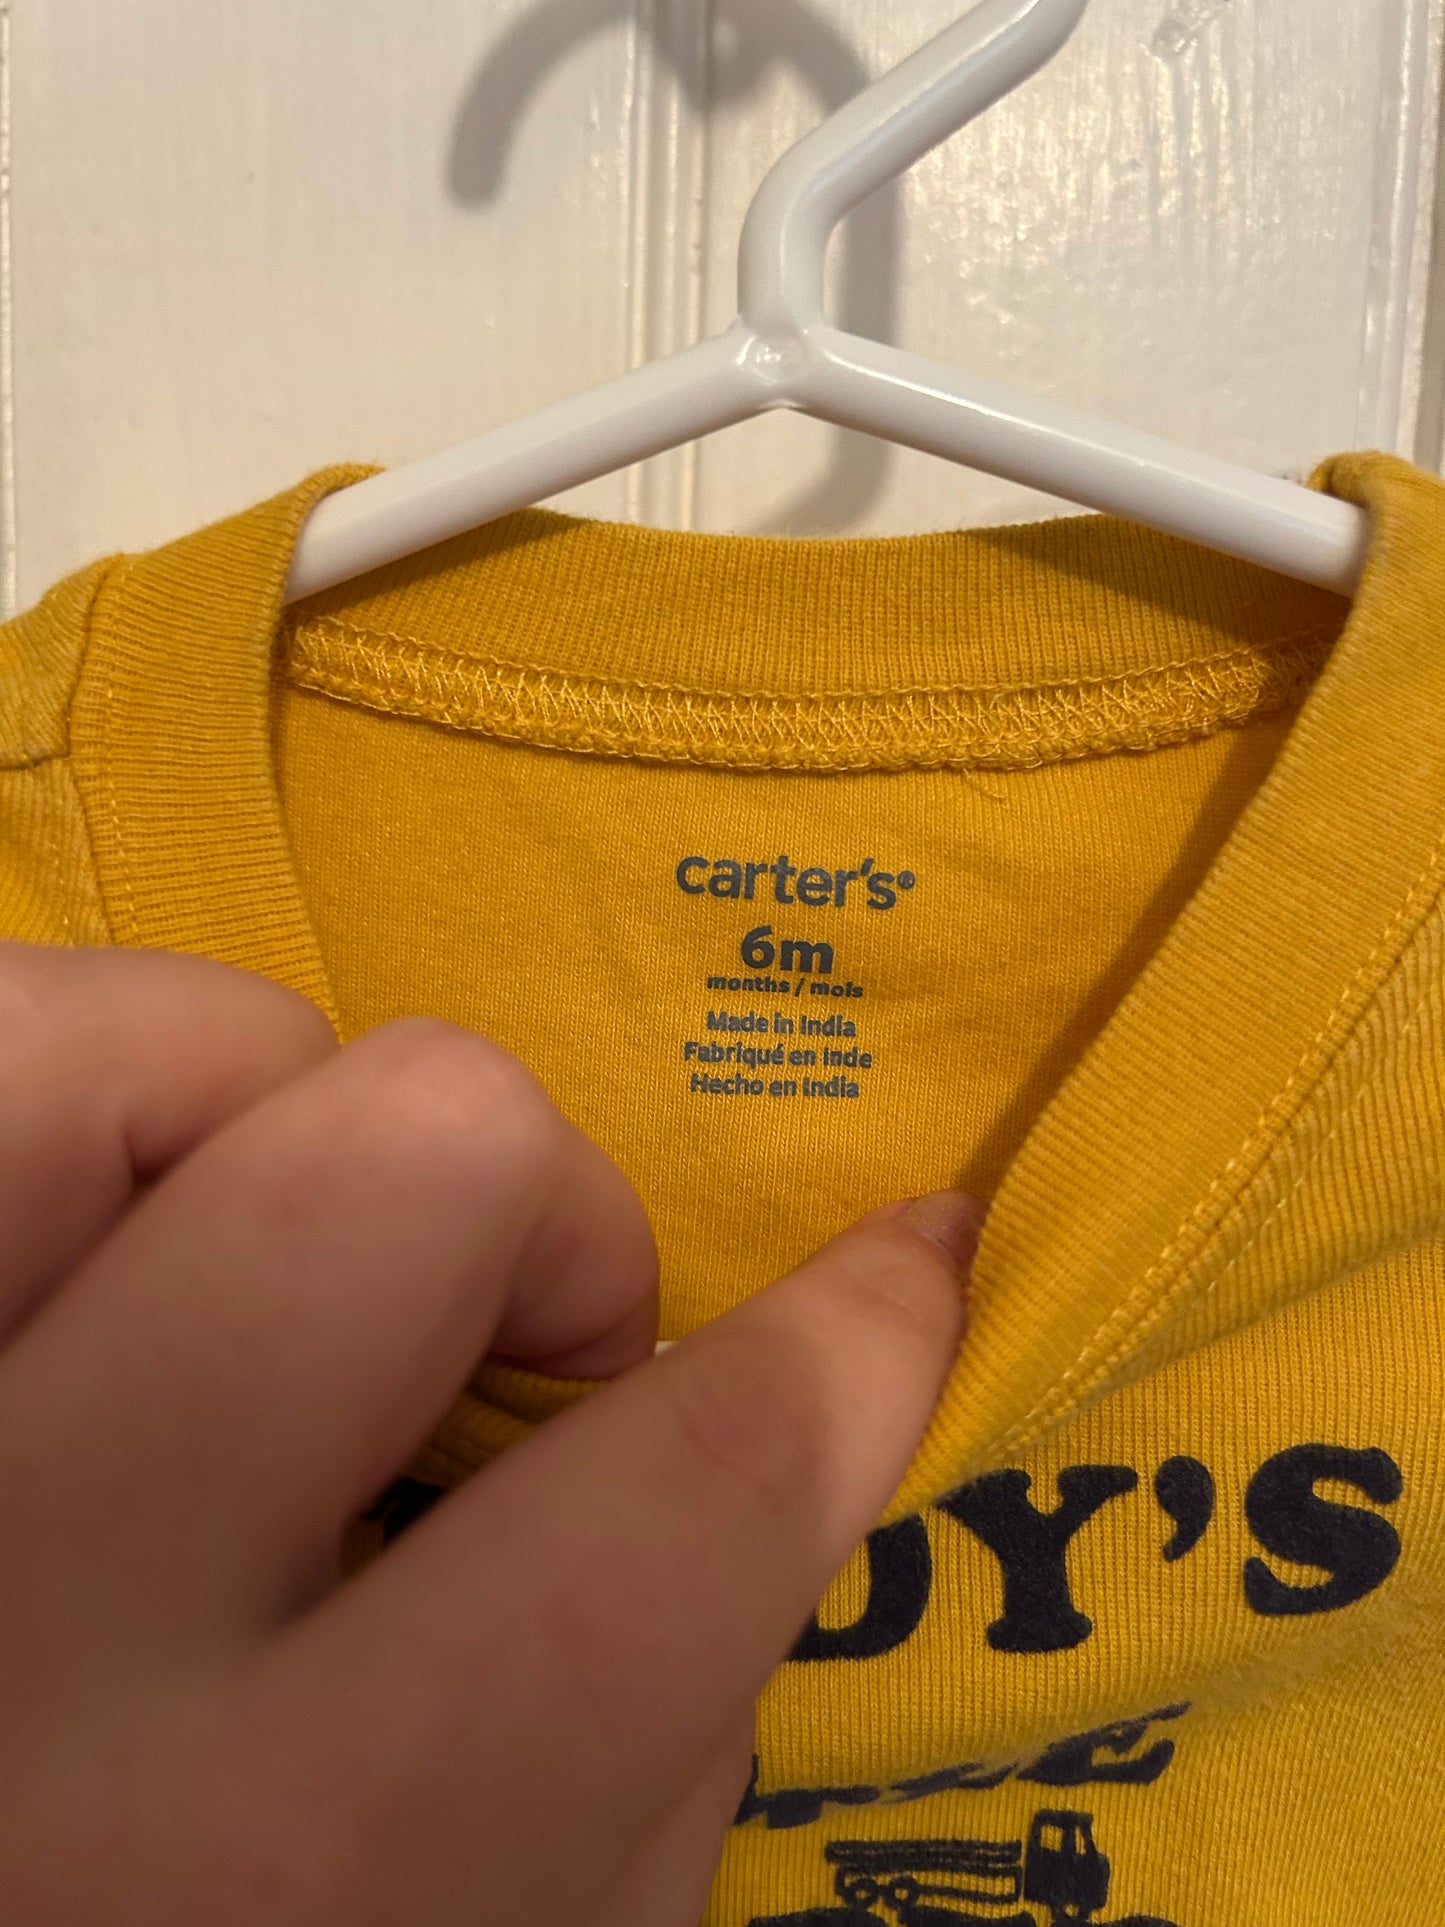 carter's®
6m
months / mois
Made in India
Fabriqué en Inde
Hecho en India
DY'S